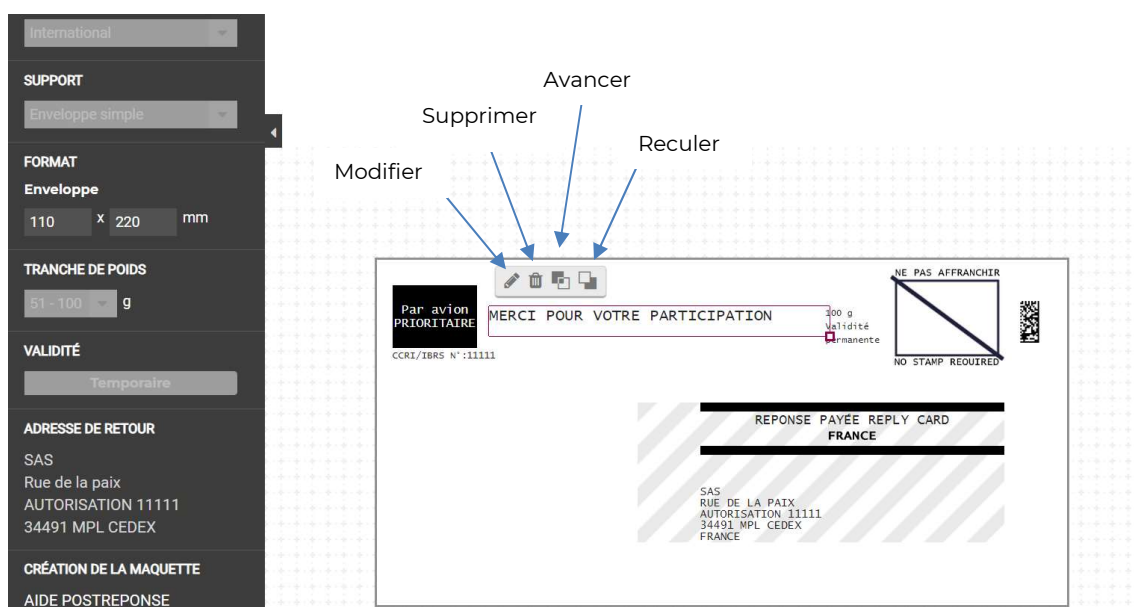 International
SUPPORT
Enveloppe simple
FORMAT
Enveloppe
110 x 220 mm
TRANCHE DE POIDS
51 - 100 g
VALIDITÉ
Temporaire
ADRESSE DE RETOUR
SAS
Rue de la paix
AUTORISATION 11111
34491 MPL CEDEX
CRÉATION DE LA MAQUETTE
AIDE POSTREPONSE
Avancer
Supprimer
Reculer
Modifier
Par avion
PRIORITAIRE
CCRI/IBRS N°:11111
MERCI POUR VOTRE PARTICIPATION
100 g
Validité
permanente
NE PAS AFFRANCHIR
NO STAMP REQUIRED
REPONSE PAYÉE REPLY CARD
FRANCE
SAS
RUE DE LA PAIX
AUTORISATION 11111
34491 MPL CEDEX
FRANCE